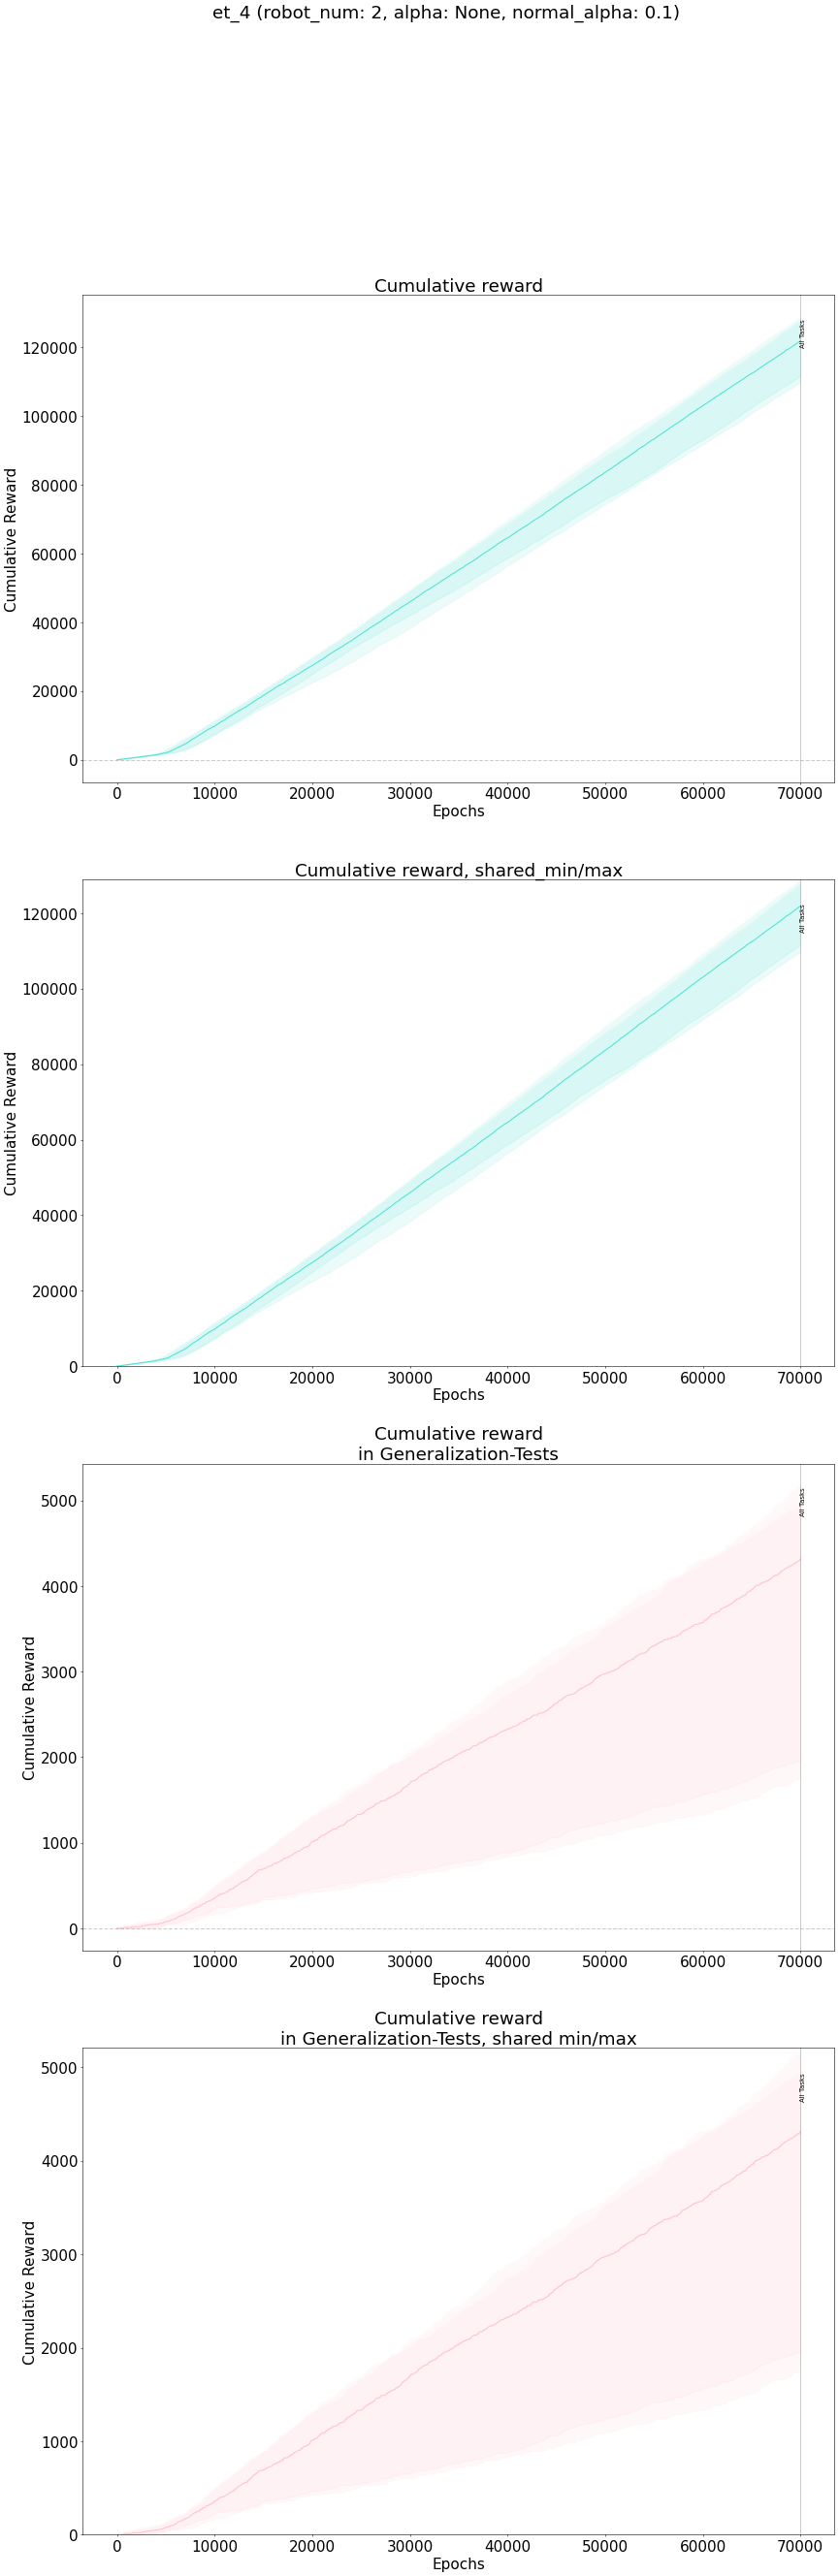 et_4 (robot_num: 2, alpha: None, normal_alpha: 0.1)
Cumulative reward
120000
100000
80000
60000
40000
20000
0
Cumulative Reward
All Tasks
0 10000 20000 30000 40000 50000 60000 70000
Epochs
Cumulative reward, shared_min/max
120000
100000
80000
60000
40000
20000
0
Cumulative Reward
All Tasks
0 10000 20000 30000 40000 50000 60000 70000
Epochs
Cumulative reward
in Generalization-Tests
5000
4000
3000
2000
1000
0
Cumulative Reward
All Tasks
0 10000 20000 30000 40000 50000 60000 70000
Epochs
Cumulative reward
in Generalization-Tests, shared min/max
5000
4000
3000
2000
1000
0
Cumulative Reward
All Tasks
0 10000 20000 30000 40000 50000 60000 70000
Epochs